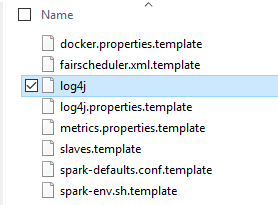 Name
docker.properties.template
fairscheduler.xml.template
log4j
log4j.properties.template
metrics.properties.template
slaves.template
spark-defaults.conf.template
spark-env.sh.template